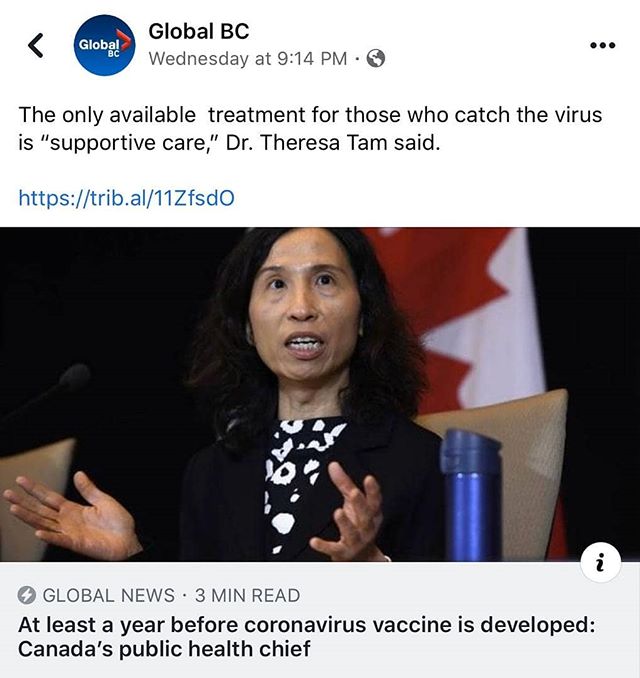 Global BC
Global BC
Wednesday at 9:14 PM ·
The only available  treatment for those who catch the virus
is “supportive care,” Dr. Theresa Tam said.
https://trib.al/11ZfsdO
i
GLOBAL NEWS · 3 MIN READ
At least a year before coronavirus vaccine is developed:
Canada’s public health chief